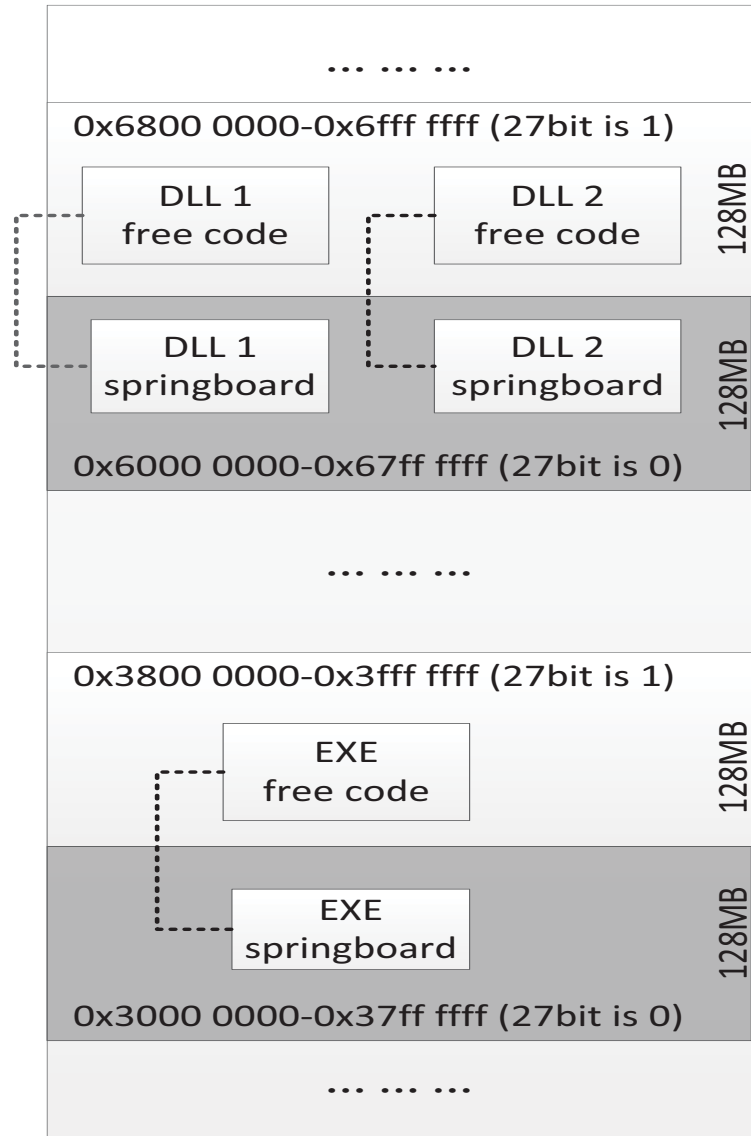 ... ... ...
0x6800 0000-0x6fff ffff (27bit is 1)
DLL 1
free code
DLL 2
free code
128MB
DLL 1
springboard
DLL 2
springboard
128MB
0x6000 0000-0x67ff ffff (27bit is 0)
... ... ...
0x3800 0000-0x3fff ffff (27bit is 1)
EXE
free code
128MB
EXE
springboard
128MB
0x3000 0000-0x37ff ffff (27bit is 0)
... ... ...